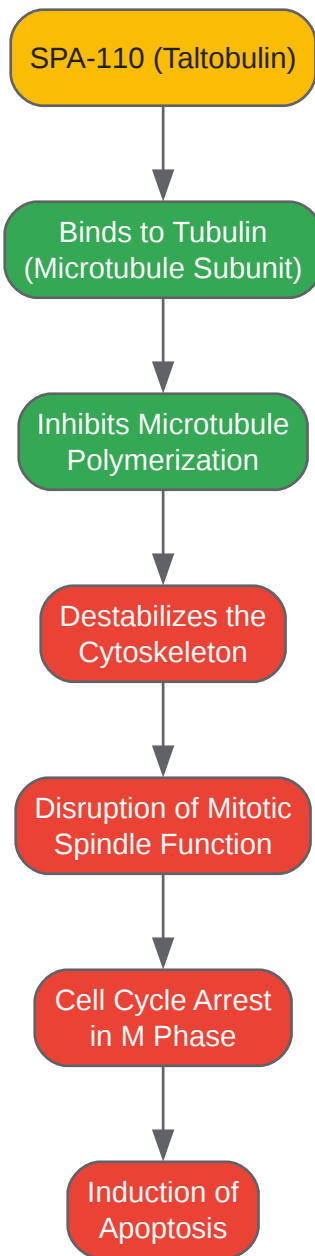 SPA-110 (Taltobulin)
Binds to Tubulin
(Microtubule Subunit)
Inhibits Microtubule
Polymerization
Destabilizes the
Cytoskeleton
Disruption of Mitotic
Spindle Function
Cell Cycle Arrest
in M Phase
Induction of
Apoptosis